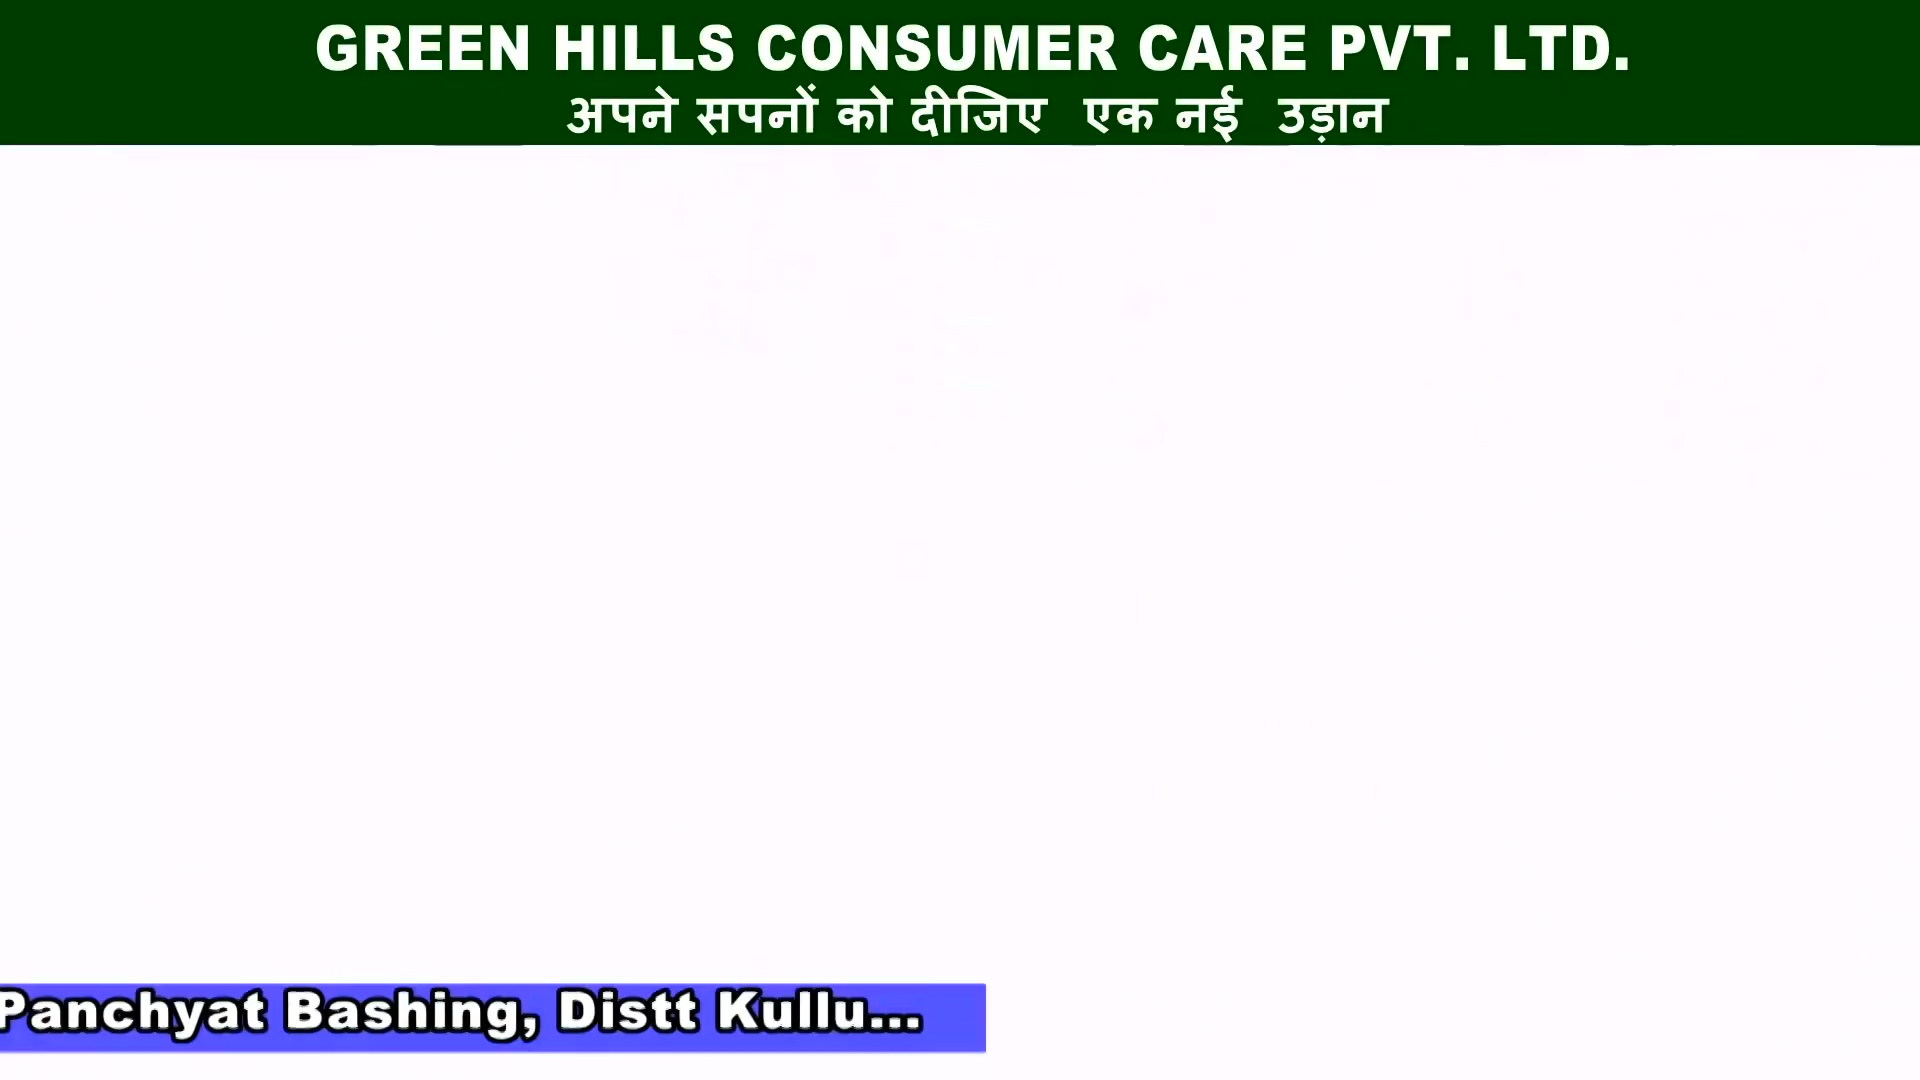 GREEN HILLS CONSUMER CARE PVT. LTD.
अपने सपनों को दीजिए एक नई उड़ान
Panchyat Bashing, Distt Kullu...